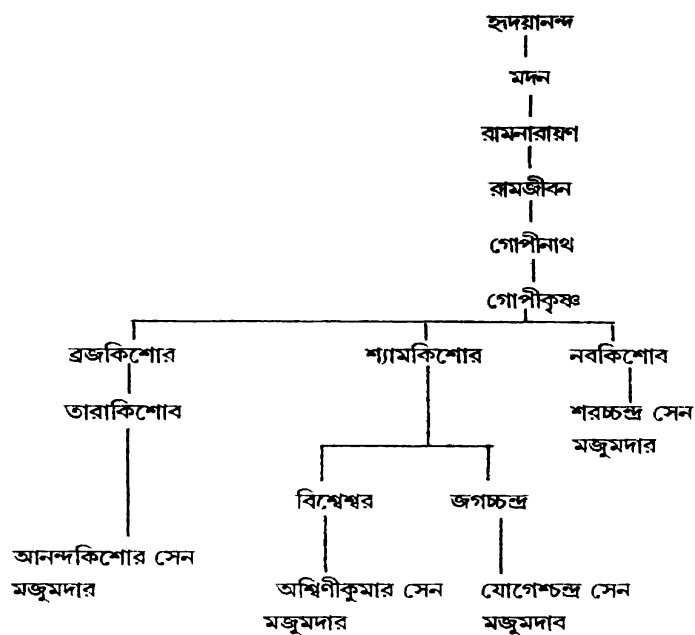 হৃদয়ানন্দ
মদন
রামনারায়ণ
রামজীবন
গোপীনাথ
গোপীকৃষ্ণ
ব্রজকিশোর শ্যামকিশোর নবকিশোব
তারাকিশোব শরচ্চন্দ্র সেন
মজুমদার
বিশ্বেশ্বর জগচ্চন্দ্র
আনন্দকিশোর সেন
মজুমদার
অশ্বিণীকুমার সেন
মজুমদার
যোগেশ্চন্দ্র সেন
মজুমদাব